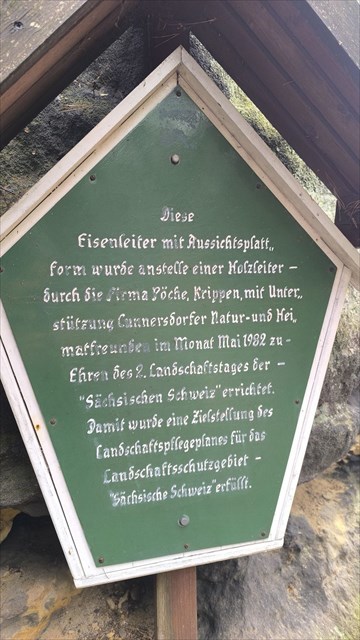 Diese
Eisenleiter mit Aussichtsplatt„
form wurde anstelle einer Holzleiter –
durch die Firma Pöche, Krippen, mit Unter„
stützung Cunnersdorfer Natur-und Hei„
matfreunden im Monat Mai 1982 zu -
Ehren des 2. Landschaftstages der –
"Sächsischen Schweiz" errichtet.
Damit wurde eine Zielstellung des
Landschaftspflegeplanes für das
Landschaftsschutzgebiet –
"Sächsische Schweiz" erfüllt.